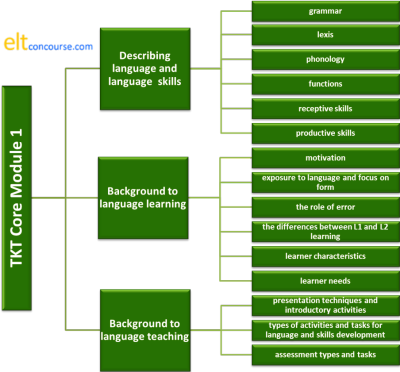 elt
concourse.com
TKT Core Module 1
Describing
language and
language skills
grammar
lexis
phonology
functions
receptive skills
productive skills
Background to
language learning
motivation
exposure to language and focus on
form
the role of error
the differences between L1 and L2
learning
learner characteristics
learner needs
Background to
language teaching
presentation techniques and
introductory activities
types of activities and tasks for
language and skills development
assessment types and tasks